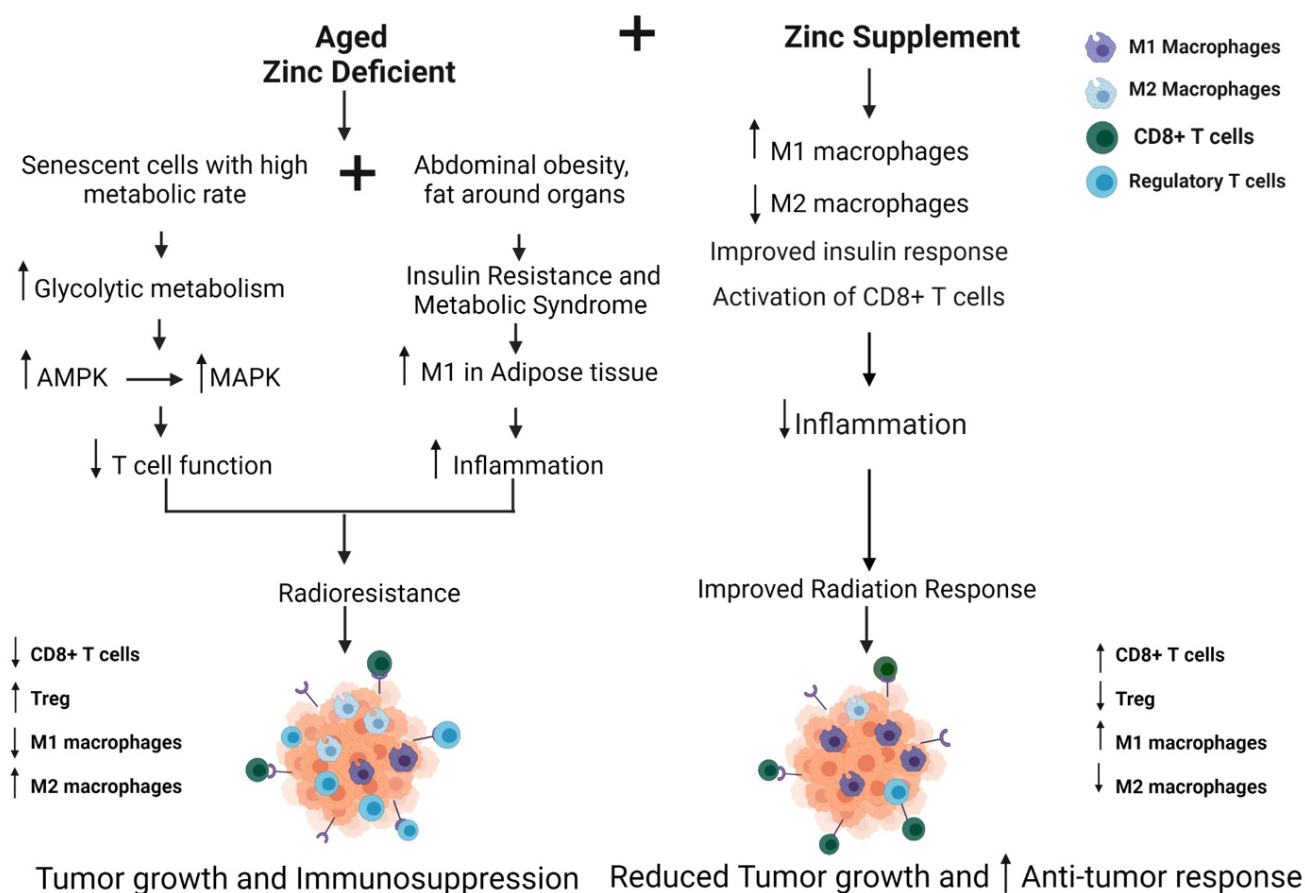 Aged
Zinc Deficient
+
Zinc Supplement
M1 Macrophages
M2 Macrophages
CD8+ T cells
Regulatory T cells
Senescent cells with high
metabolic rate
+
Abdominal obesity,
fat around organs
↑ Glycolytic metabolism
Insulin Resistance and
Metabolic Syndrome
↑ AMPK → ↑ MAPK
↑ M1 in Adipose tissue
↓ T cell function
↑ Inflammation
Radioresistance
↑ M1 macrophages
↓ M2 macrophages
Improved insulin response
Activation of CD8+ T cells
↓ Inflammation
Improved Radiation Response
↓ CD8+ T cells
↑ Treg
↓ M1 macrophages
↑ M2 macrophages
↑ CD8+ T cells
↓ Treg
↑ M1 macrophages
↓ M2 macrophages
Tumor growth and Immunosuppression
Reduced Tumor growth and ↑ Anti-tumor response